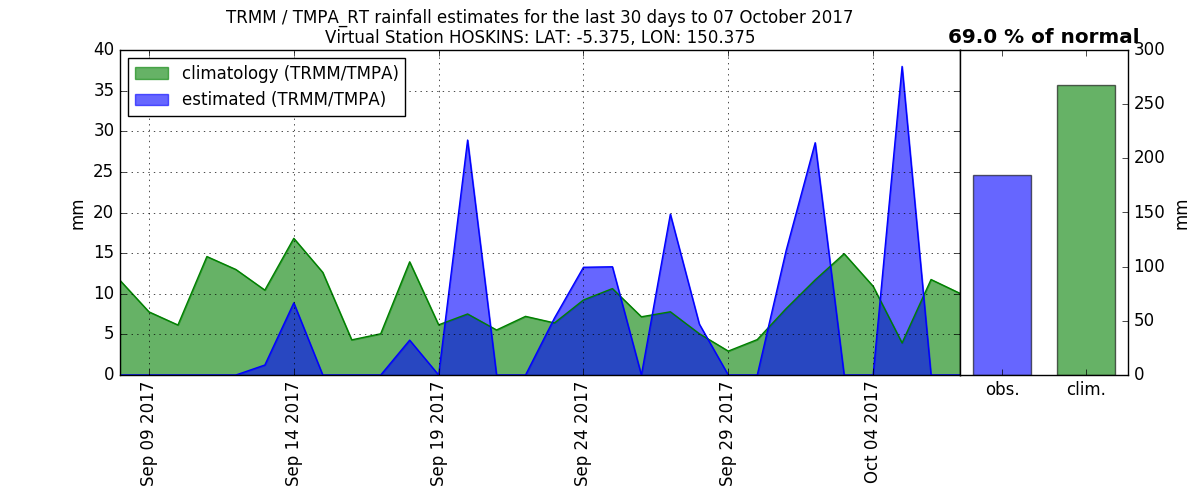 TRMM / TMPA_RT rainfall estimates for the last 30 days to 07 October 2017
Virtual Station HOSKINS: LAT: -5.375, LON: 150.375
69.0 % of normal
climatology (TRMM/TMPA)
estimated (TRMM/TMPA)
mm
40
35
30
25
20
15
10
5
0
Sep 09 2017
Sep 14 2017
Sep 19 2017
Sep 24 2017
Sep 29 2017
Oct 04 2017
obs.
clim.
300
250
200
150
100
50
0
mm